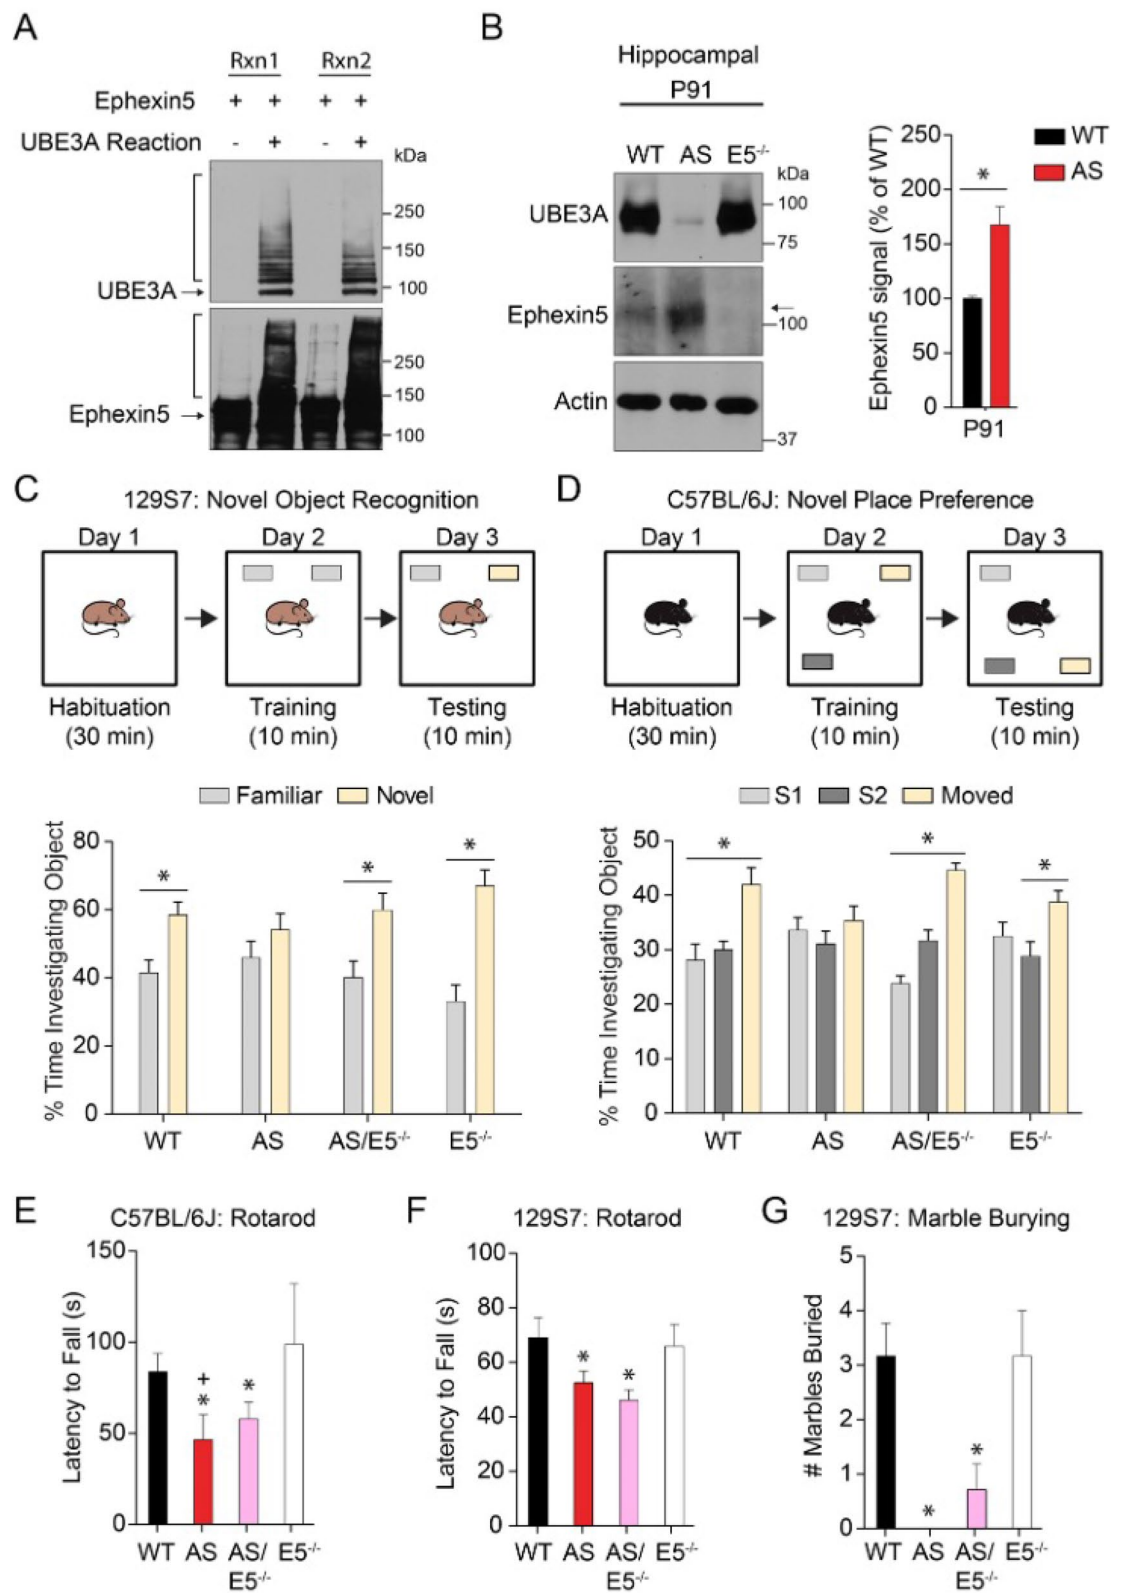 A
Rxn1 Rxn2
Ephexin5 + + + +
UBE3A Reaction - + - +
kDa
250
150
UBE3A 100
250
150
Ephexin5
100
B
Hippocampal
P91
WT AS E5-/-
kDa
UBE3A 100
75
Ephexin5 100
Actin
37
Ephexin5 signal (% of WT)
250
200
150
100
50
0
*
P91
WT
AS
C
129S7: Novel Object Recognition
Day 1 Day 2 Day 3
Habituation Training Testing
(30 min) (10 min) (10 min)
Familiar Novel
% Time Investigating Object
80
60
40
20
0
* * *
WT AS AS/E5-/- E5-/-
D
C57BL/6J: Novel Place Preference
Day 1 Day 2 Day 3
Habituation Training Testing
(30 min) (10 min) (10 min)
S1 S2 Moved
% Time Investigating Object
50
40
30
20
10
0
* * *
WT AS AS/E5-/- E5-/-
E
C57BL/6J: Rotarod
Latency to Fall (s)
150
100
50
0
+
* *
WT AS AS/ E5-/-
E5-/-
F
129S7: Rotarod
Latency to Fall (s)
100
80
60
40
20
0
* *
WT AS AS/ E5-/-
E5-/-
G
129S7: Marble Burying
# Marbles Buried
5
4
3
2
1
0
* *
WT AS AS/ E5-/-
E5-/-